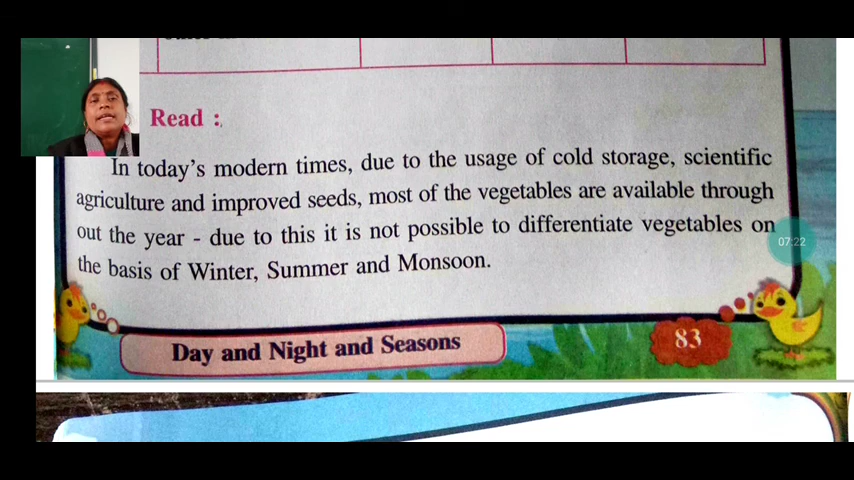 Read :
In today's modern times, due to the usage of cold storage, scientific
agriculture and improved seeds, most of the vegetables are available through
out the year - due to this it is not possible to differentiate vegetables on
the basis of Winter, Summer and Monsoon.
07:22
Day and Night and Seasons
83